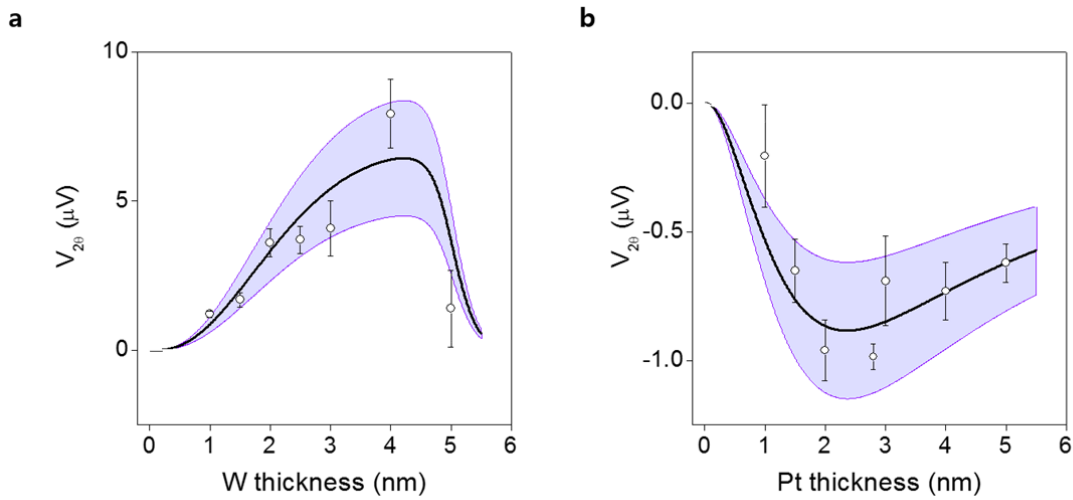 a
10
5
0
V2θ (μV)
0 1 2 3 4 5 6
W thickness (nm)
b
0.0
-0.5
-1.0
V2θ (μV)
0 1 2 3 4 5 6
Pt thickness (nm)